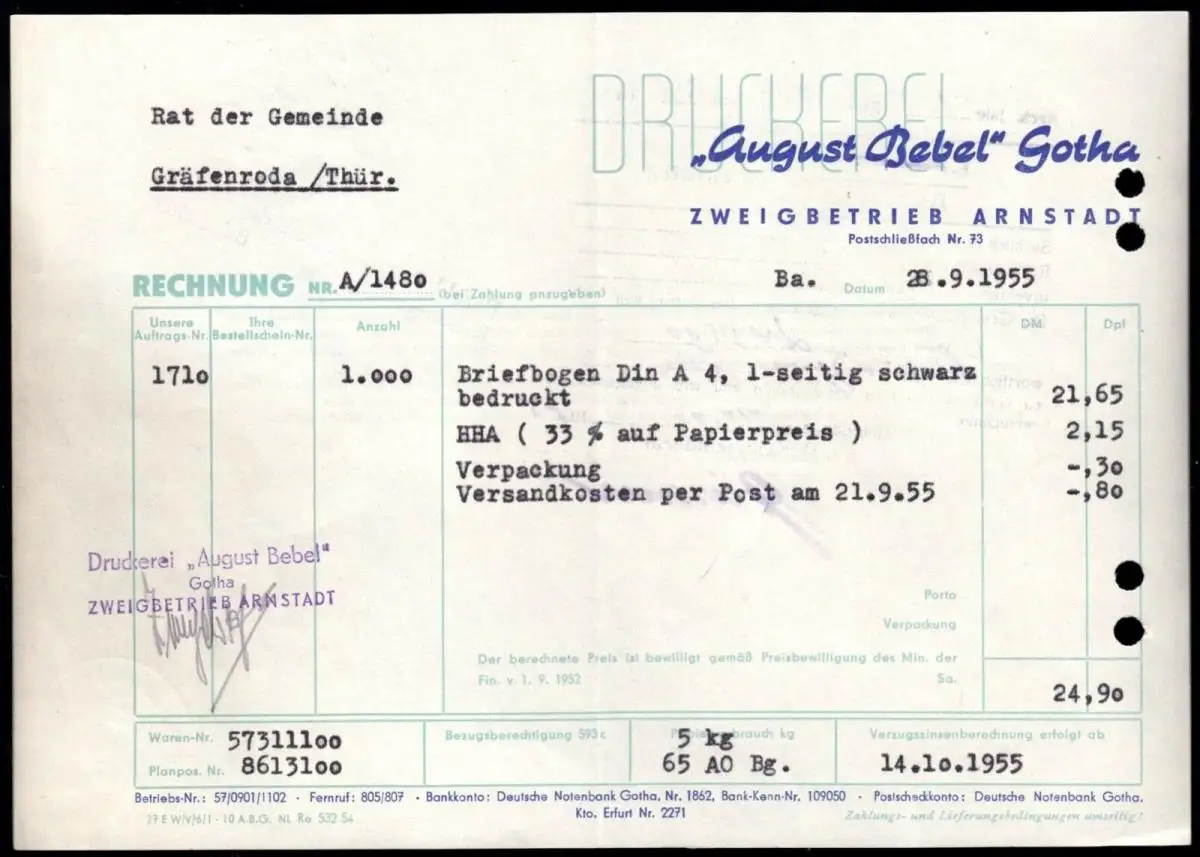 Rat der Gemeinde
Gräfenroda /Thür.
DRUCKEREI
„August Bebel" Gotha
ZWEIGBETRIEB ARNSTADT
Postschließfach Nr. 73
RECHNUNG NR. A/1480 (bei Zahlung anzugeben)
Ba. Datum 28.9.1955
Unsere Auftrags-Nr. Ihre Bestellschein-Nr. Anzahl DM Dpf
1710 1.000 Briefbogen Din A 4, 1-seitig schwarz
bedruckt 21,65
HHA ( 33 % auf Papierpreis ) 2,15
Verpackung -,30
Versandkosten per Post am 21.9.55 -,80
Druckerei „August Bebel"
Gotha
ZWEIGBETRIEB ARNSTADT
Porto
Verpackung
Der berechnete Preis ist bewilligt gemäß Preisbewilligung des Min. der
Fin. v. 1. 9. 1952 Sa. 24,90
Waren-Nr. 57311100
Planpos. Nr. 8613100
Bezugsberechtigung 593 c
5 kg
65 AO Bg.
Verzugszinsenberechnung erfolgt ab
14.10.1955
Betriebs-Nr.: 57/0901/1102 · Fernruf: 805/807 · Bankkonto: Deutsche Notenbank Gotha, Nr. 1862, Bank-Kenn-Nr. 109050 · Postscheckkonto: Deutsche Notenbank Gotha,
Kto. Erfurt Nr. 2271
Zahlungs- und Lieferungsbedingungen umseitig!